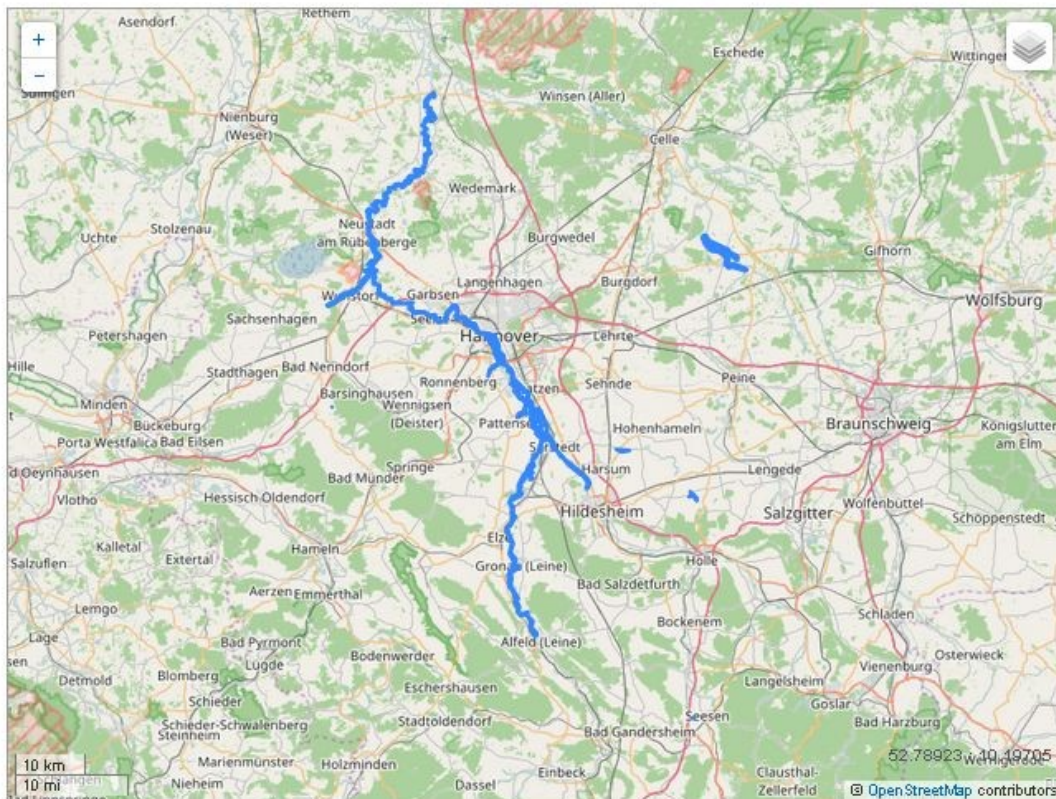 Rethem
Asendorf
+
−
Eschede
Wittinger
Sulingen
Winsen (Aller)
Nienburg
(Weser)
Celle
Wedemark
Neustadt
am Rübenberge
Stolzenau
Uchte
Burgwedel
Gifhorn
Langenhagen
Burgdorf
Garbsen
Wolfsburg
Sachsenhagen
Petershagen
Hannover
Lehrte
Hille
Stadthagen
Bad Nenndorf
Ronnenberg
Sehnde
Peine
Minden
Barsinghausen
Wennigsen
(Deister)
Bückeburg
Pattense
Hohenhameln
Braunschweig
Königslutter
am Elm
Porta Westfalica
Bad Eilsen
d Oeynhausen
Springe
Harsum
Lengede
Bad Münder
Vlotho
Hessisch Oldendorf
Hildesheim
Salzgitter
Wolfenbüttel
Schöppenstedt
Kalletal
Extertal
Hameln
Elze
Salzuflen
Gronau (Leine)
Holle
Aerzen
Emmerthal
Bad Salzdetfurth
Lemgo
Bockenem
Schladen
Lage
Bad Pyrmont
Alfeld (Leine)
Lügde
Bodenwerder
Osterwieck
Vienenburg
Detmold
Blomberg
Eschershausen
Langelsheim
Schieder
Goslar
Stadtoldendorf
Seesen
Bad Harzburg
Schieder-Schwalenberg
Steinheim
Bad Gandersheim
52.78923 : 10.19705
10 km
Marienmünster
Holzminden
Wernigerode
10 mi
Nieheim
Dassel
Einbeck
Clausthal-
Zellerfeld
© OpenStreetMap contributors